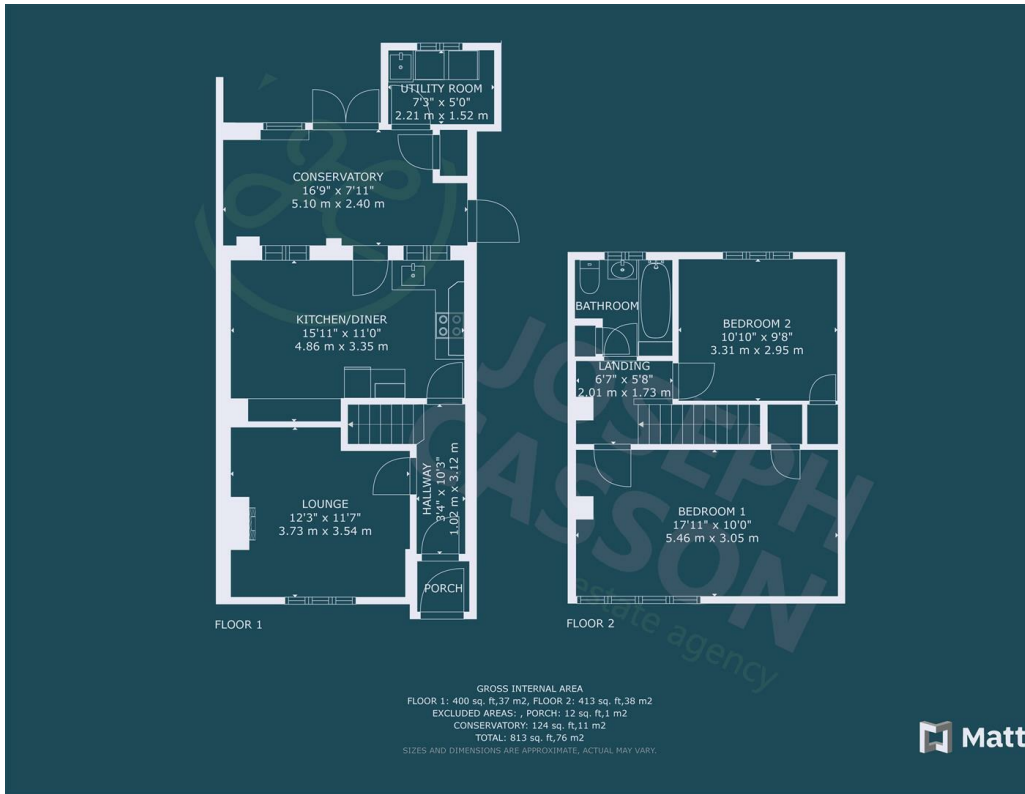 UTILITY ROOM
7'3" x 5'0"
2.21 m x 1.52 m
CONSERVATORY
16'9" x 7'11"
5.10 m x 2.40 m
KITCHEN/DINER
15'11" x 11'0"
4.86 m x 3.35 m
BATHROOM
BEDROOM 2
10'10" x 9'8"
3.31 m x 2.95 m
LANDING
6'7" x 5'8"
2.01 m x 1.73 m
HALLWAY
3'4" x 10'3"
1.02 m x 3.12 m
LOUNGE
12'3" x 11'7"
3.73 m x 3.54 m
BEDROOM 1
17'11" x 10'0"
5.46 m x 3.05 m
PORCH
FLOOR 1
FLOOR 2
JOSEPH
CASSON
estate agency
GROSS INTERNAL AREA
FLOOR 1: 400 sq. ft,37 m2, FLOOR 2: 413 sq. ft,38 m2
EXCLUDED AREAS: , PORCH: 12 sq. ft,1 m2
CONSERVATORY: 124 sq. ft,11 m2
TOTAL: 813 sq. ft,76 m2
SIZES AND DIMENSIONS ARE APPROXIMATE, ACTUAL MAY VARY.
Matt